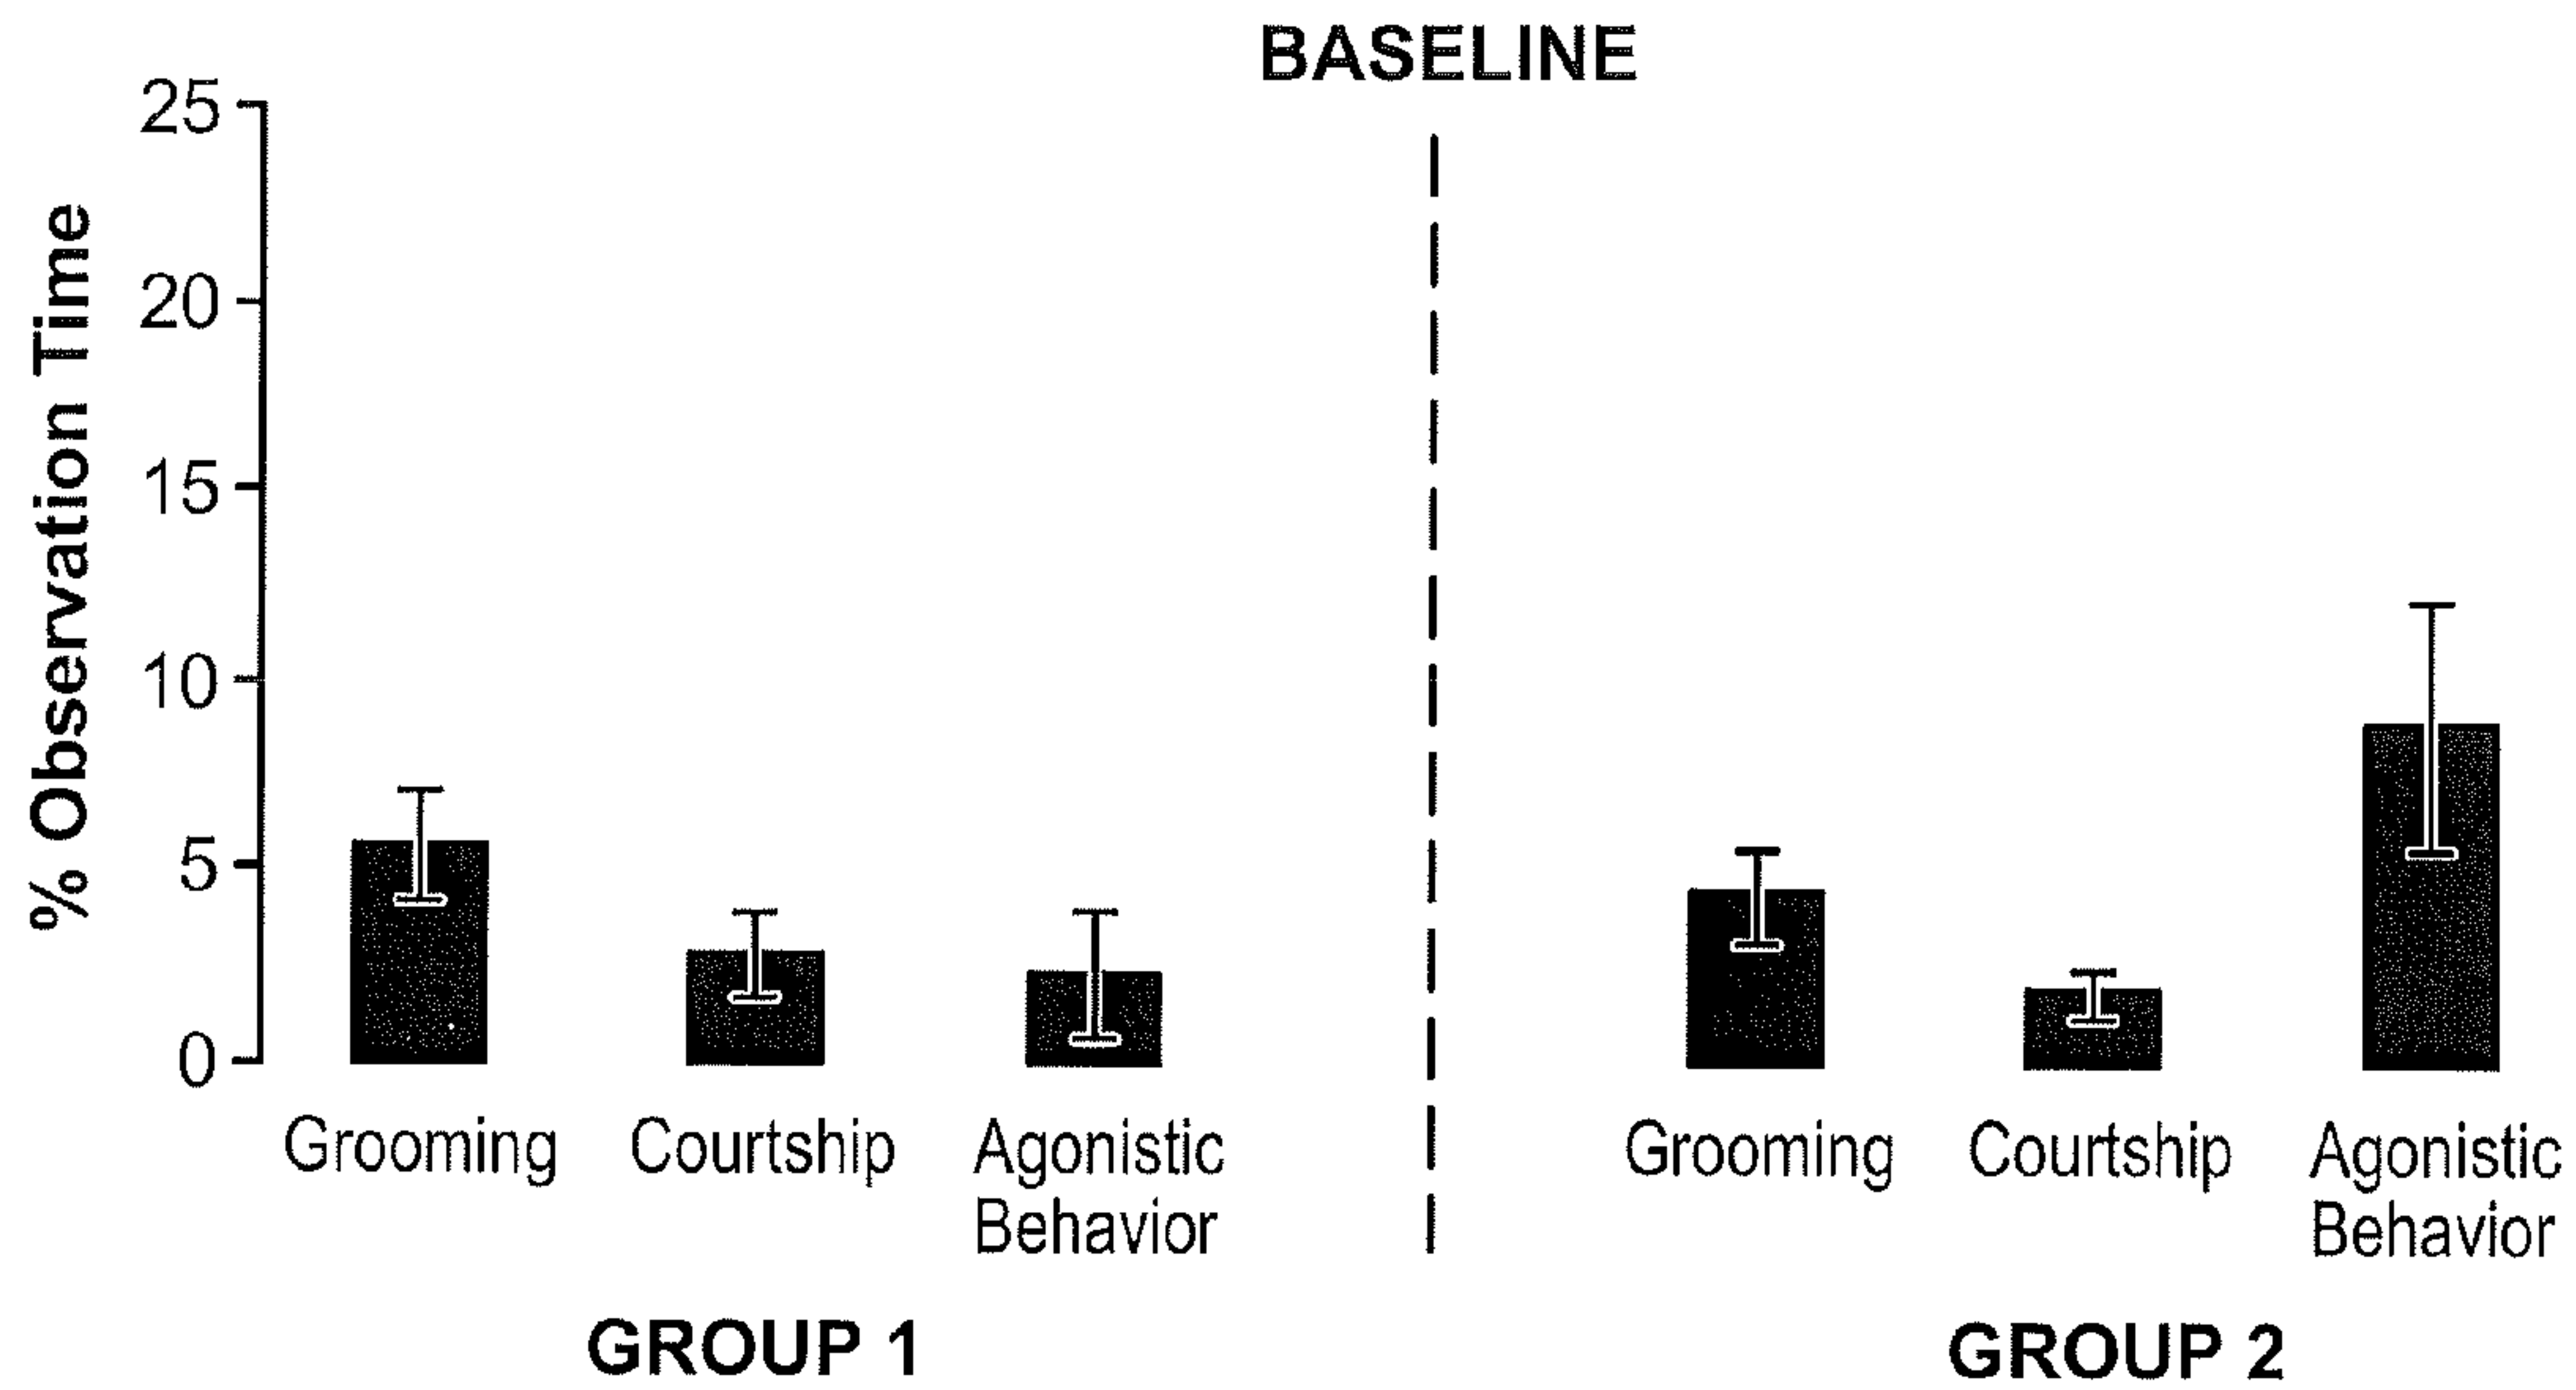 BASELINE
% Observation Time
25
20
15
10
5
0
Grooming
Courtship
Agonistic
Behavior
Grooming
Courtship
Agonistic
Behavior
GROUP 1
GROUP 2